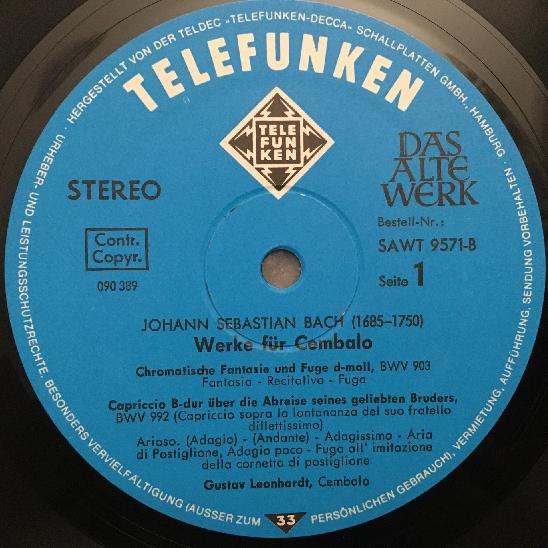 HERGESTELLT VON DER TELDEC »TELEFUNKEN-DECCA« SCHALLPLATTEN GMBH., HAMBURG · URHEBER- UND LEISTUNGSSCHUTZRECHTE, BESONDERS VERVIELFÄLTIGUNG (AUSSER ZUM PERSÖNLICHEN GEBRAUCH), VERMIETUNG, AUFFÜHRUNG, SENDUNG VORBEHALTEN ·
TELEFUNKEN
TELE
FUN
KEN
DAS
ALTE
WERK
STEREO
Bestell-Nr.:
SAWT 9571-B
Contr.
Copyr.
Seite 1
090 389
JOHANN SEBASTIAN BACH (1685-1750)
Werke für Cembalo
Chromatische Fantasia und Fuge d-moll, BWV 903
Fantasia - Recitativo - Fuga
Capriccio B-dur über die Abreise seines geliebten Bruders,
BWV 992 (Capriccio sopra la lontananza del suo fratello
dillettissimo)
Arioso. (Adagio) - (Andante) - Adagissimo - Aria
di Postiglione, Adagio poco - Fuga all' imitazione
della cornetta di postiglione
Gustav Leonhardt, Cembalo
33